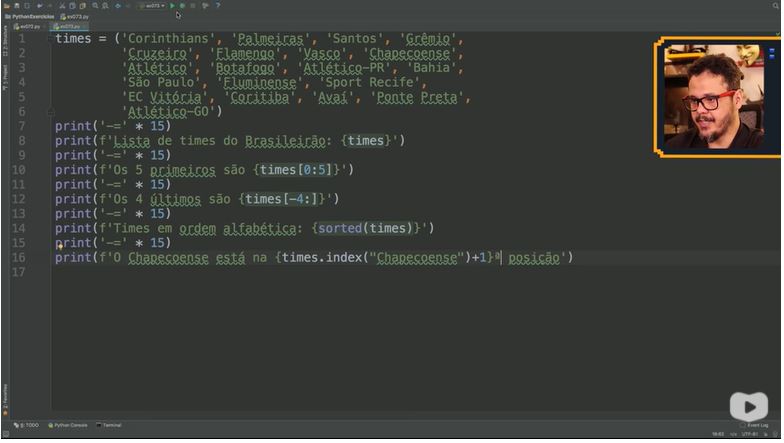 ex073
PythonExercicios
ex073.py
ex072.py
ex073.py
1 times = ('Corinthians', 'Palmeiras', 'Santos', 'Grêmio',
2 'Cruzeiro', 'Flamengo', 'Vasco', 'Chapecoense',
3 'Atlético', 'Botafogo', 'Atlético-PR', 'Bahia',
4 'São Paulo', 'Fluminense', 'Sport Recife',
5 'EC Vitória', 'Coritiba', 'Avaí', 'Ponte Preta',
6 'Atlético-GO')
7 print('-=' * 15)
8 print(f'Lista de times do Brasileirão: {times}')
9 print('-=' * 15)
10 print(f'Os 5 primeiros são {times[0:5]}')
11 print('-=' * 15)
12 print(f'Os 4 últimos são {times[-4:]}')
13 print('-=' * 15)
14 print(f'Times em ordem alfabética: {sorted(times)}')
15 print('-=' * 15)
16 print(f'O Chapecoense está na {times.index("Chapecoense")+1}ª posição')
17
Structure
Project
Favorites
6: TODO
Python Console
Terminal
Event Log
UTF-8